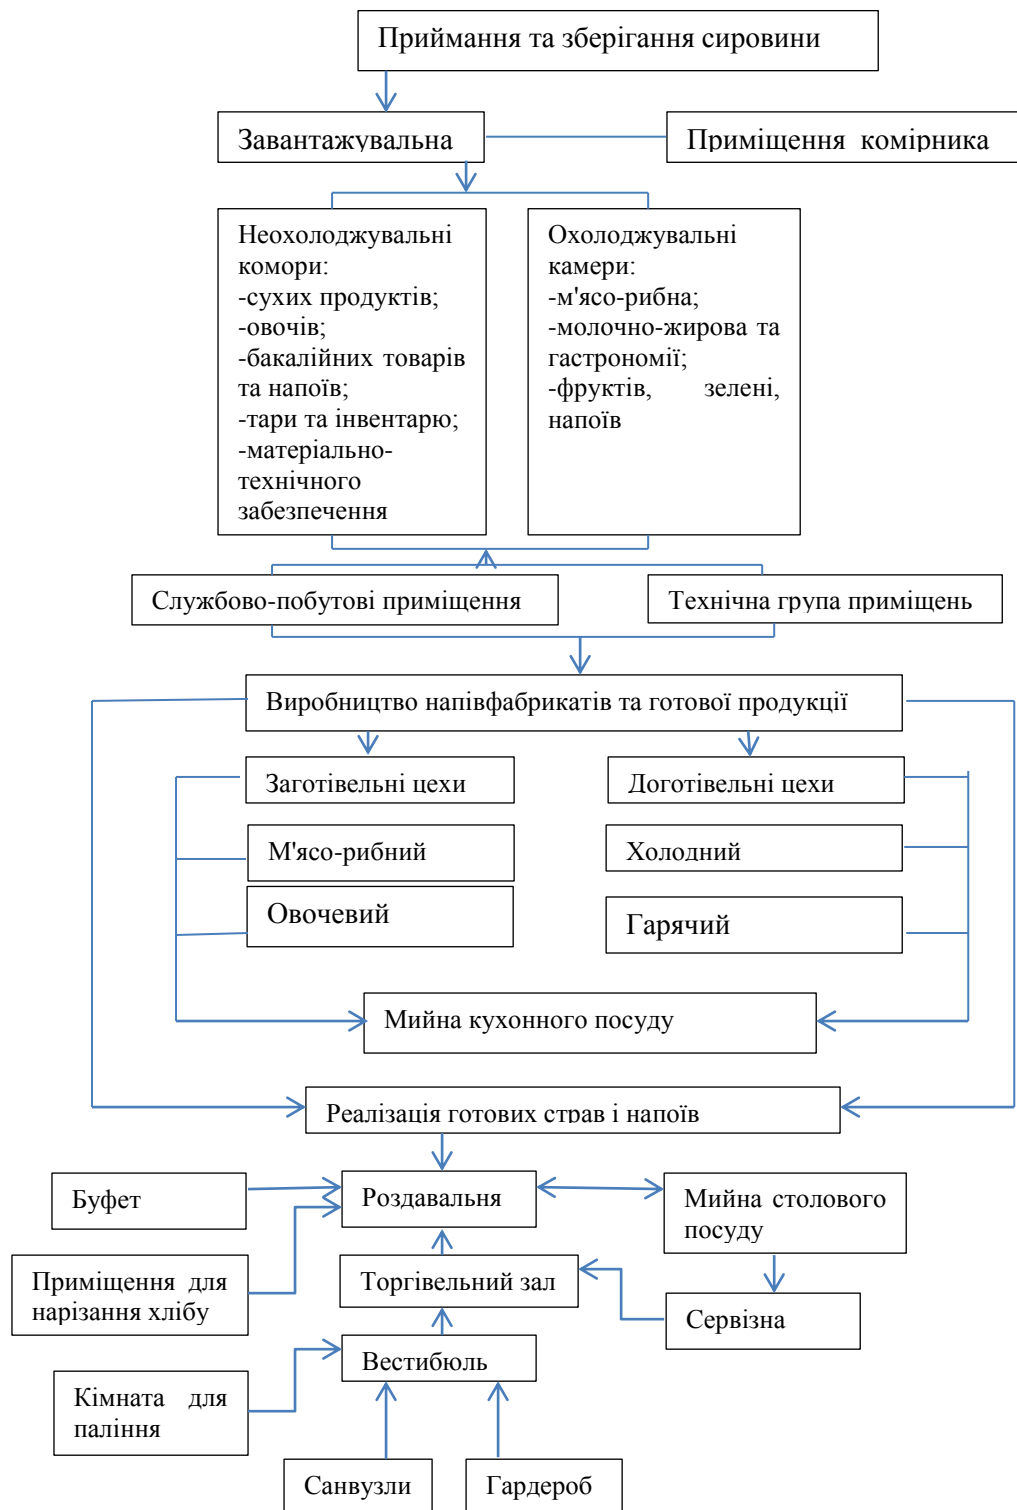 Приймання та зберігання сировини
Завантажувальна
Приміщення комірника
Неохолоджувальні
комори:
-сухих продуктів;
-овочів;
-бакалійних товарів
та напоїв;
-тари та інвентарю;
-матеріально-
технічного
забезпечення
Охолоджувальні
камери:
-м'ясо-рибна;
-молочно-жирова та
гастрономії;
-фруктів, зелені,
напоїв
Службово-побутові приміщення
Технічна група приміщень
Виробництво напівфабрикатів та готової продукції
Заготівельні цехи
Доготівельні цехи
М'ясо-рибний
Холодний
Овочевий
Гарячий
Мийна кухонного посуду
Реалізація готових страв і напоїв
Буфет
Роздавальня
Мийна столового
посуду
Приміщення для
нарізання хлібу
Торгівельний зал
Сервізна
Вестибюль
Кімната для
паління
Санвузли
Гардероб